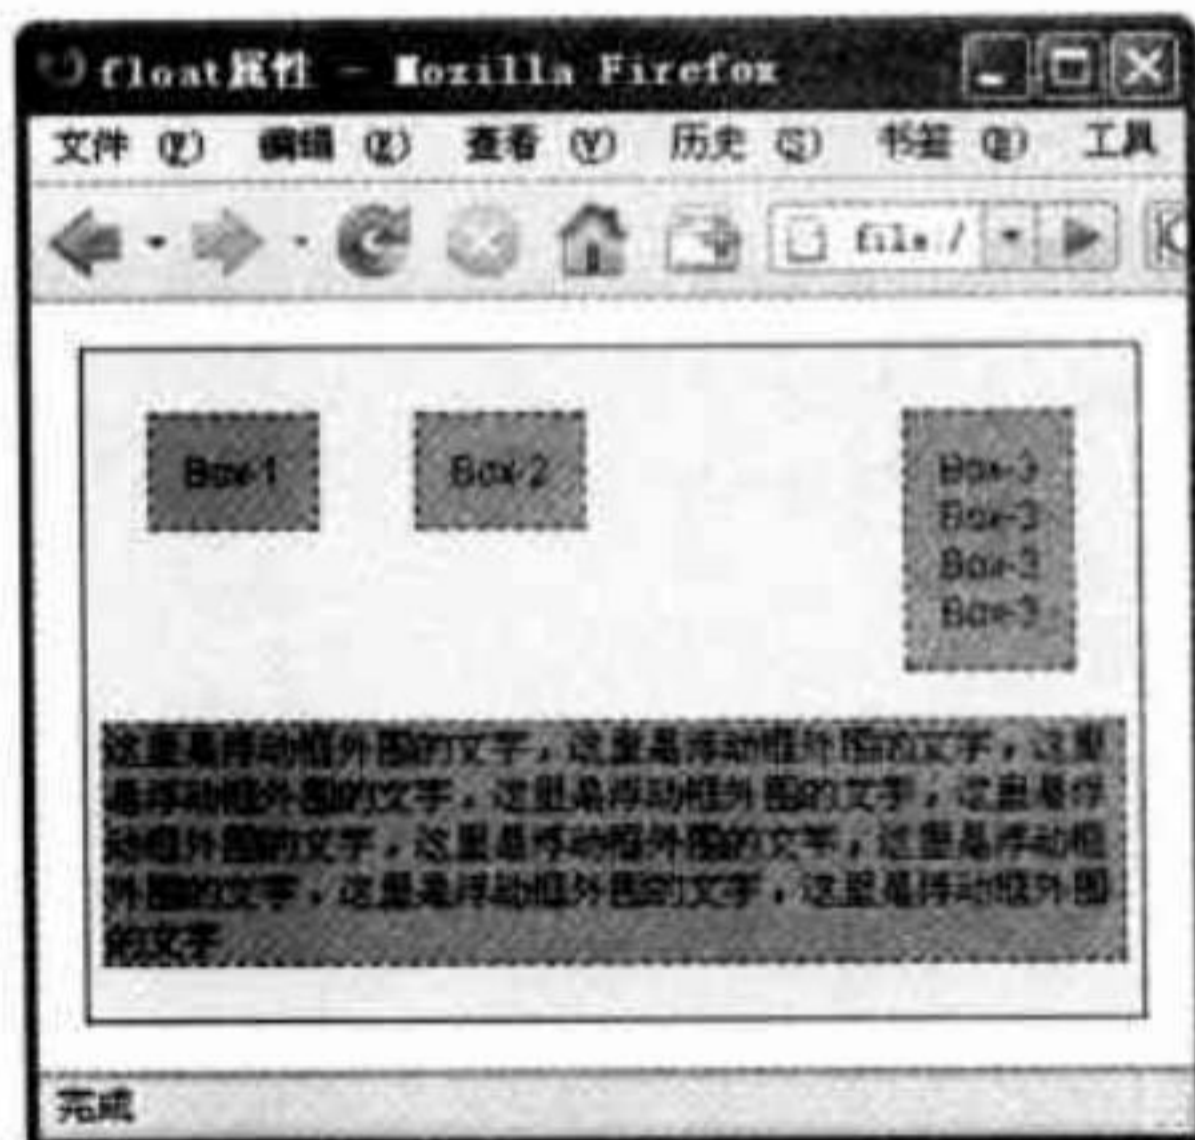 float属性 - Mozilla Firefox
文件 (F) 编辑 (E) 查看 (V) 历史 (S) 书签 (B) 工具
file:/
Box-1 Box-2 Box-3
Box-3
Box-3
Box-3
这里是浮动框外围的文字，这里是浮动框外围的文字，这里
是浮动框外围的文字，这里是浮动框外围的文字，这里是浮
动框外围的文字，这里是浮动框外围的文字，这里是浮动框
外围的文字，这里是浮动框外围的文字，这里是浮动框外围
的文字
完成